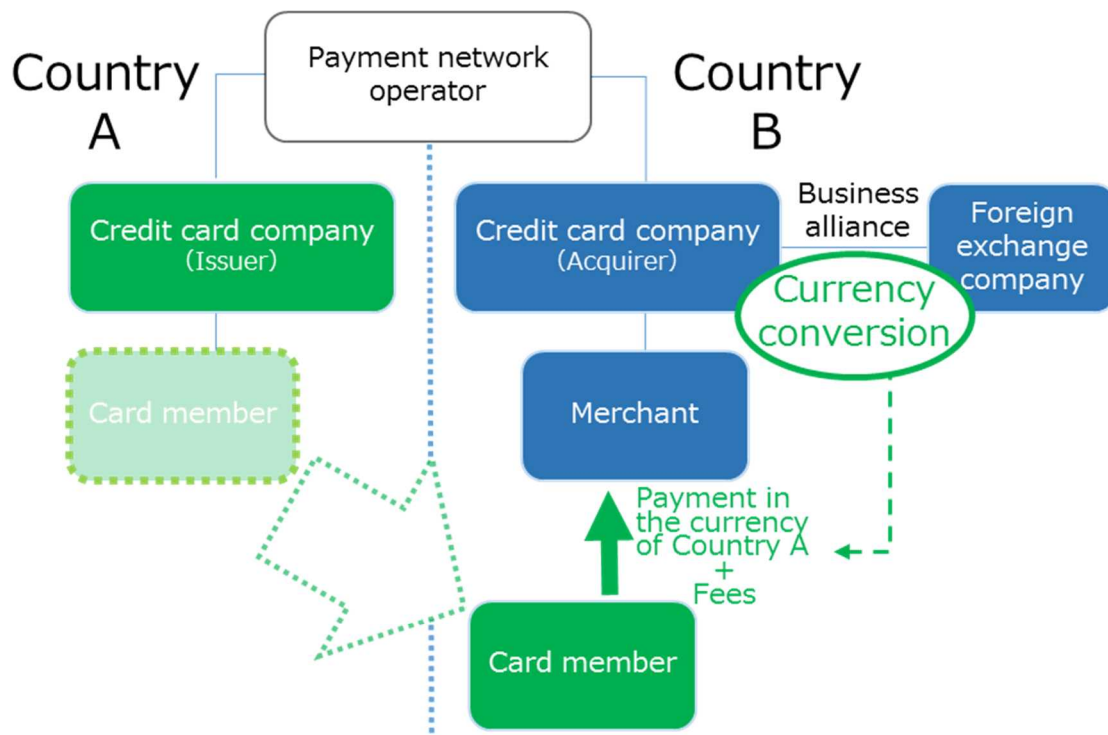 Payment network
operator
Country
A
Country
B
Credit card company
(Issuer)
Credit card company
(Acquirer)
Business
alliance
Foreign
exchange
company
Currency
conversion
Card member
Merchant
Payment in
the currency
of Country A
+
Fees
Card member